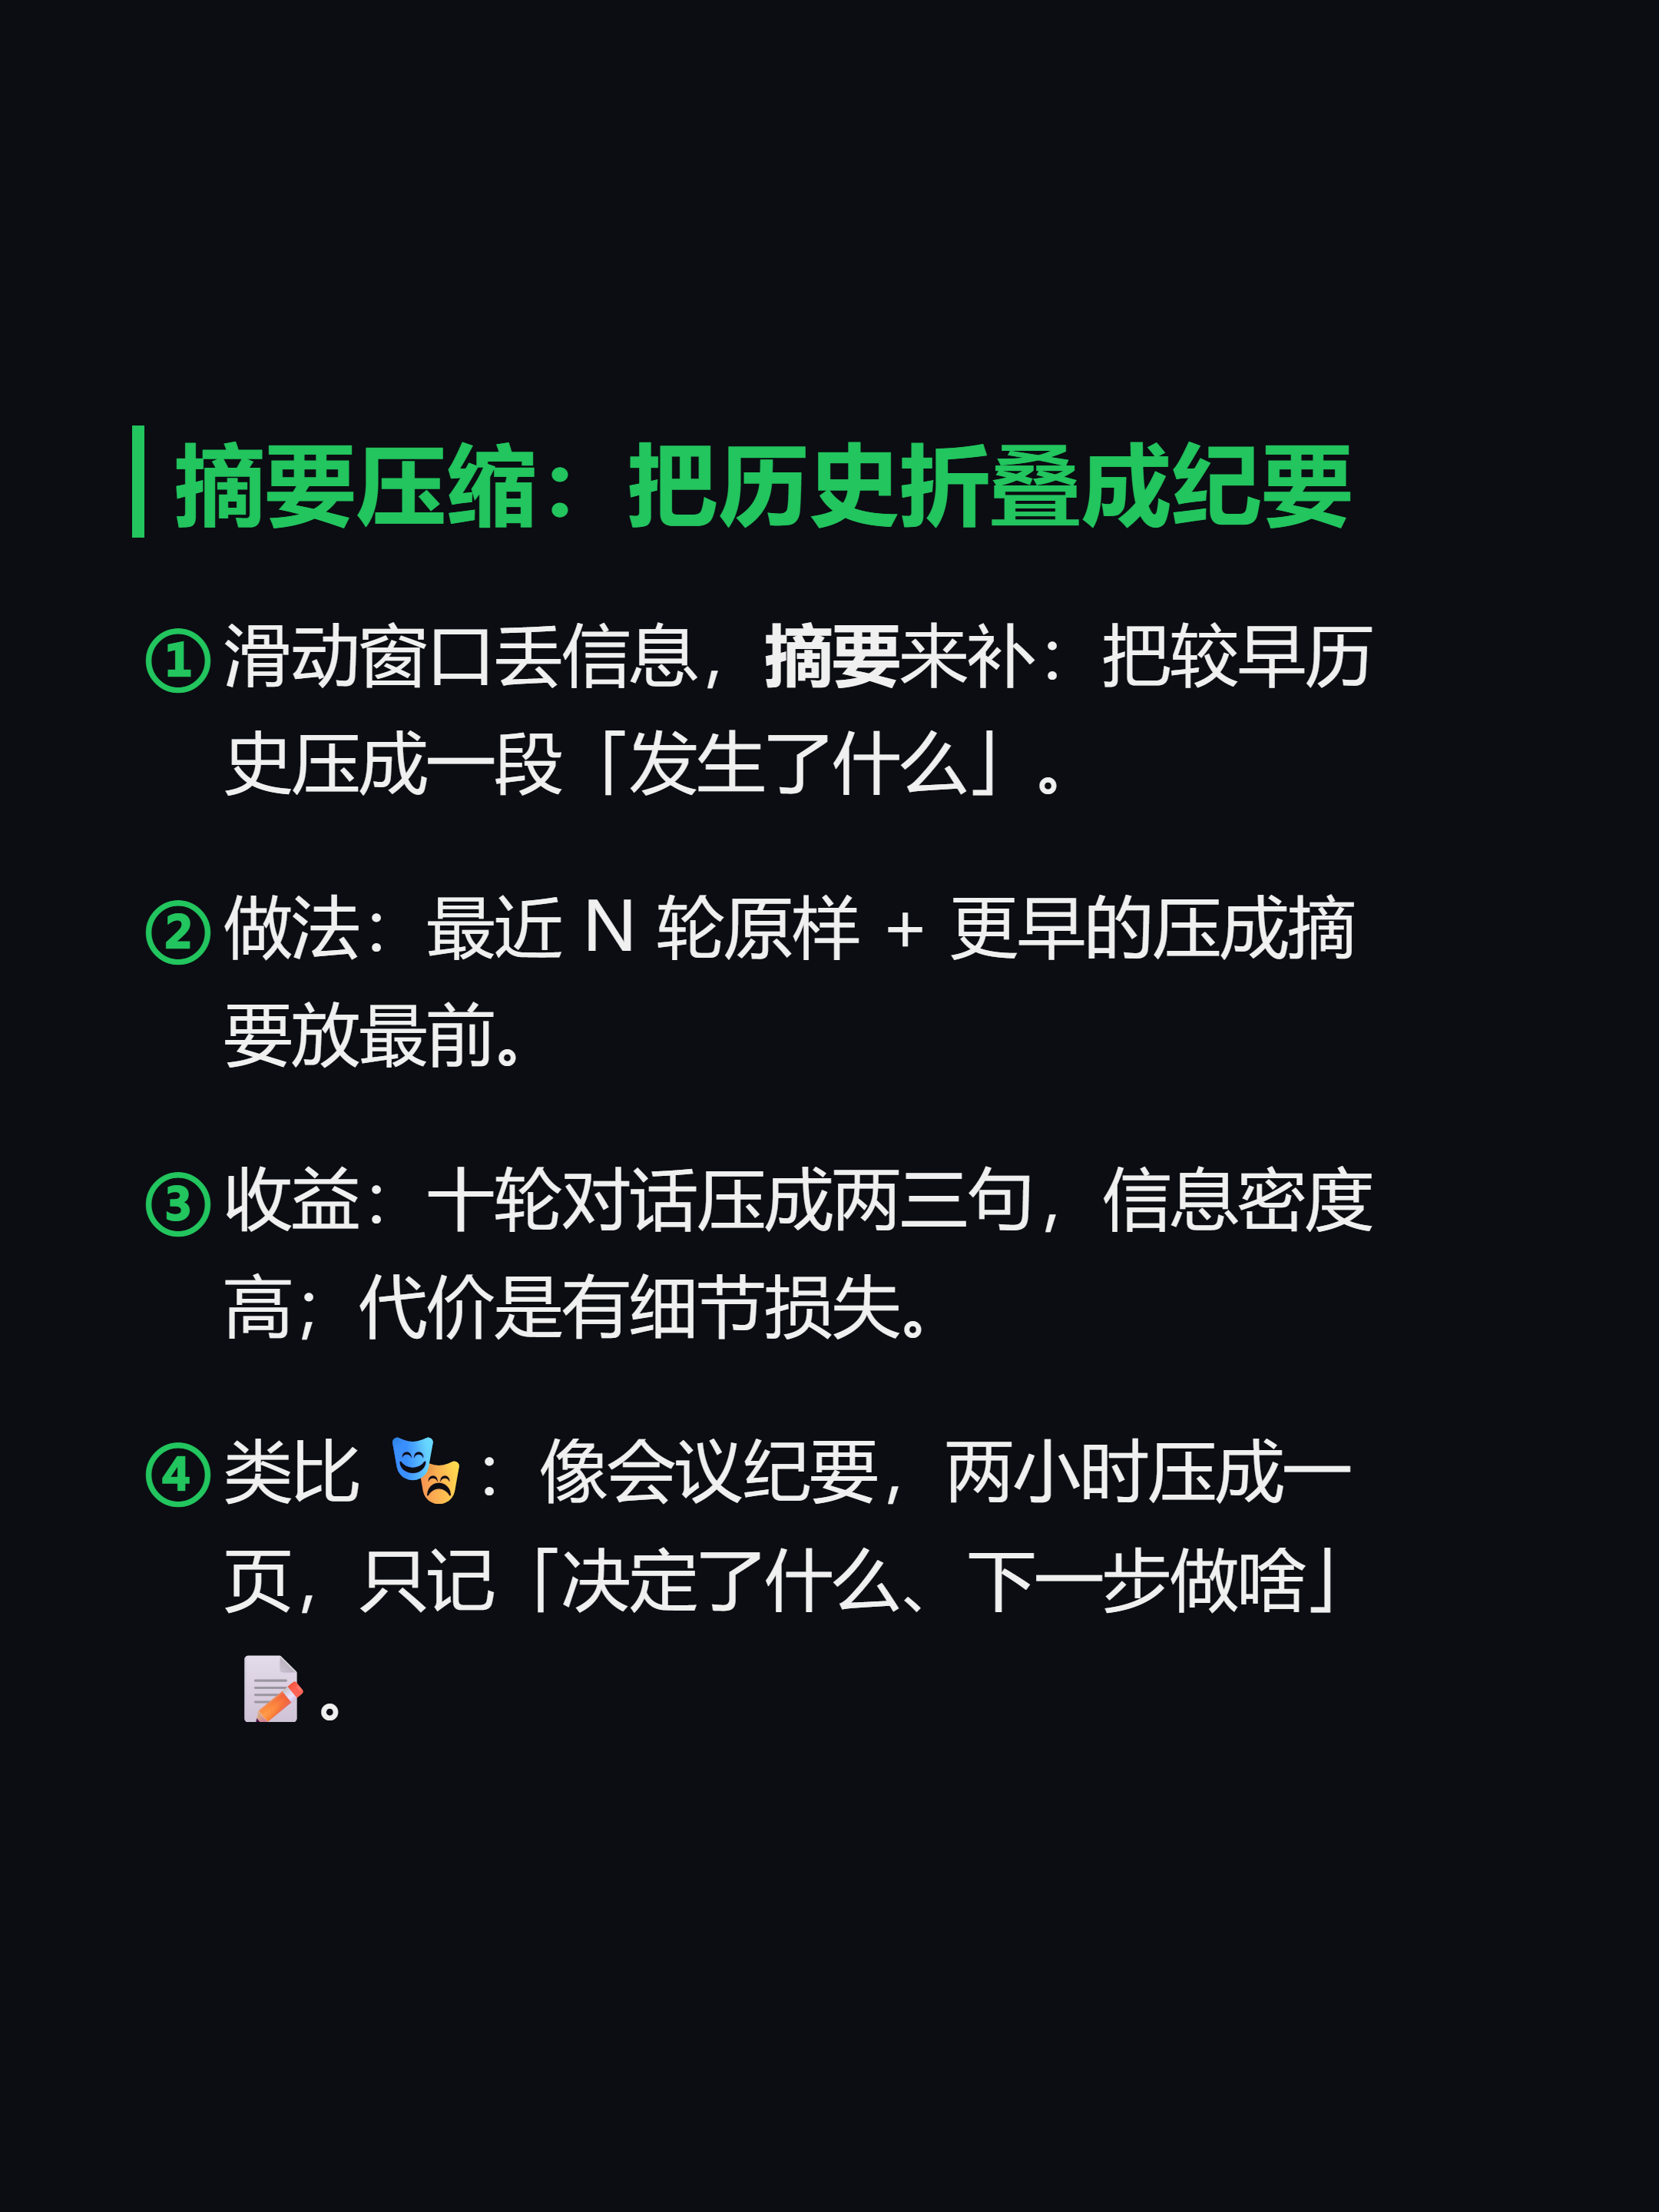 摘要压缩：把历史折叠成纪要
① 滑动窗口丢信息，摘要来补：把较早历
史压成一段「发生了什么」。
② 做法：最近 N 轮原样 + 更早的压成摘
要放最前。
③ 收益：十轮对话压成两三句，信息密度
高；代价是有细节损失。
④ 类比 🎭：像会议纪要，两小时压成一
页，只记「决定了什么、下一步做啥」
📝。